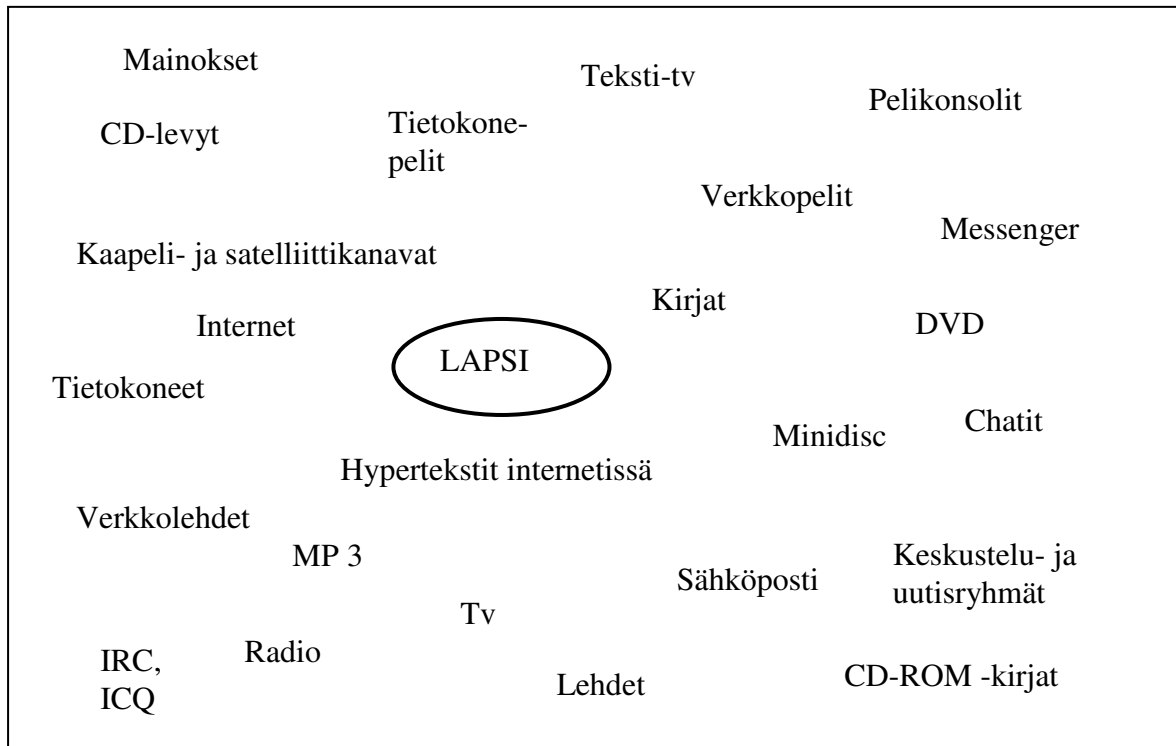 Mainokset
Teksti-tv
Pelikonsolit
CD-levyt
Tietokone-
pelit
Verkkopelit
Messenger
Kaapeli- ja satelliittikanavat
Kirjat
Internet
DVD
LAPSI
Tietokoneet
Chatit
Minidisc
Hypertekstit internetissä
Verkkolehdet
MP 3
Keskustelu- ja
uutisryhmät
Sähköposti
Tv
Radio
IRC,
ICQ
Lehdet
CD-ROM -kirjat